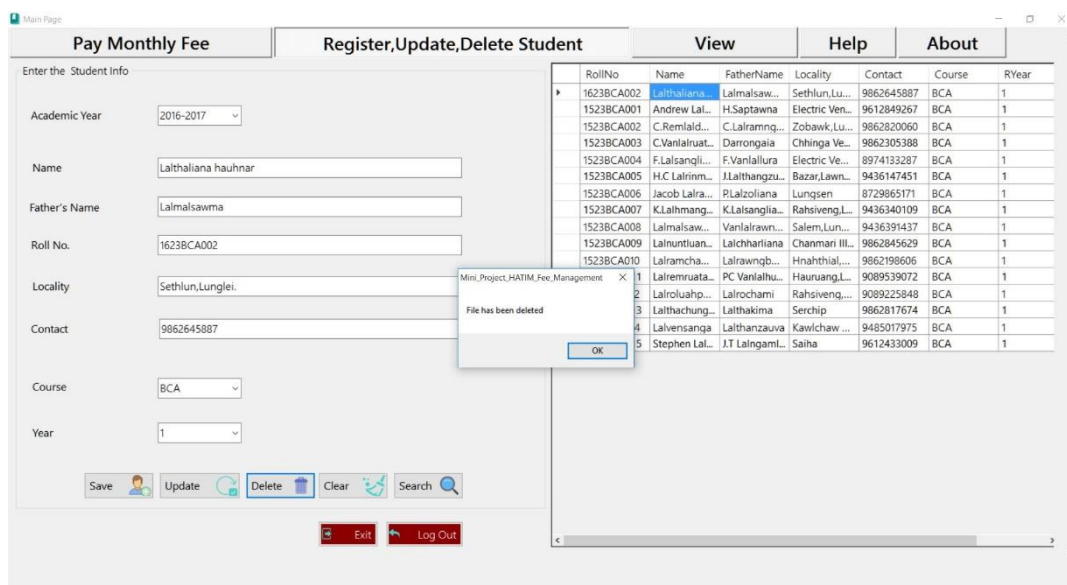 Main Page
Pay Monthly Fee Register,Update,Delete Student View Help About
Enter the Student Info
Academic Year 2016-2017
Name Lalthaliana hauhnar
Father's Name Lalmalsawma
Roll No. 1623BCA002
Locality Sethlun,Lunglei.
Contact 9862645887
Course BCA
Year 1
Save Update Delete Clear Search
Exit Log Out
RollNo Name FatherName Locality Contact Course RYear
1623BCA002 Lalthaliana... Lalmalsaw... Sethlun,Lu... 9862645887 BCA 1
1523BCA001 Andrew Lal... H.Saptawna Electric Ven... 9612849267 BCA 1
1523BCA002 C.Remlald... C.Lalramng... Zobawk,Lu... 9862820060 BCA 1
1523BCA003 C.Vanlalruat... Darrongaia Chhinga Ve... 9862305388 BCA 1
1523BCA004 F.Lalsangli... F.Vanlallura Electric Ve... 8974133287 BCA 1
1523BCA005 H.C Lalrinm... J.Lalthangzu... Bazar,Lawn... 9436147451 BCA 1
1523BCA006 Jacob Lalra... P.Lalzoliana Lungsen 8729865171 BCA 1
1523BCA007 K.Lalhmang... K.Lalsanglia... Rahsiveng,L... 9436340109 BCA 1
1523BCA008 Lalmalsaw... Vanlalrawn... Salem,Lun... 9436391437 BCA 1
1523BCA009 Lalnuntluan... Lalchharliana Chanmari III... 9862845629 BCA 1
1523BCA010 Lalramcha... Lalrawngb... Hnahthial,... 9862198606 BCA 1
1 Lalremruata... PC Vanlalhu... Hauruang,L... 9089539072 BCA 1
2 Lalroluahp... Lalrochami Rahsiveng,... 9089225848 BCA 1
3 Lalthachung... Lalthakima Serchip 9862817674 BCA 1
4 Lalvensanga Lalthanzauva Kawlchaw ... 9485017975 BCA 1
5 Stephen Lal... J.T Lalngaml... Saiha 9612433009 BCA 1
Mini_Project_HATIM_Fee_Management
File has been deleted
OK